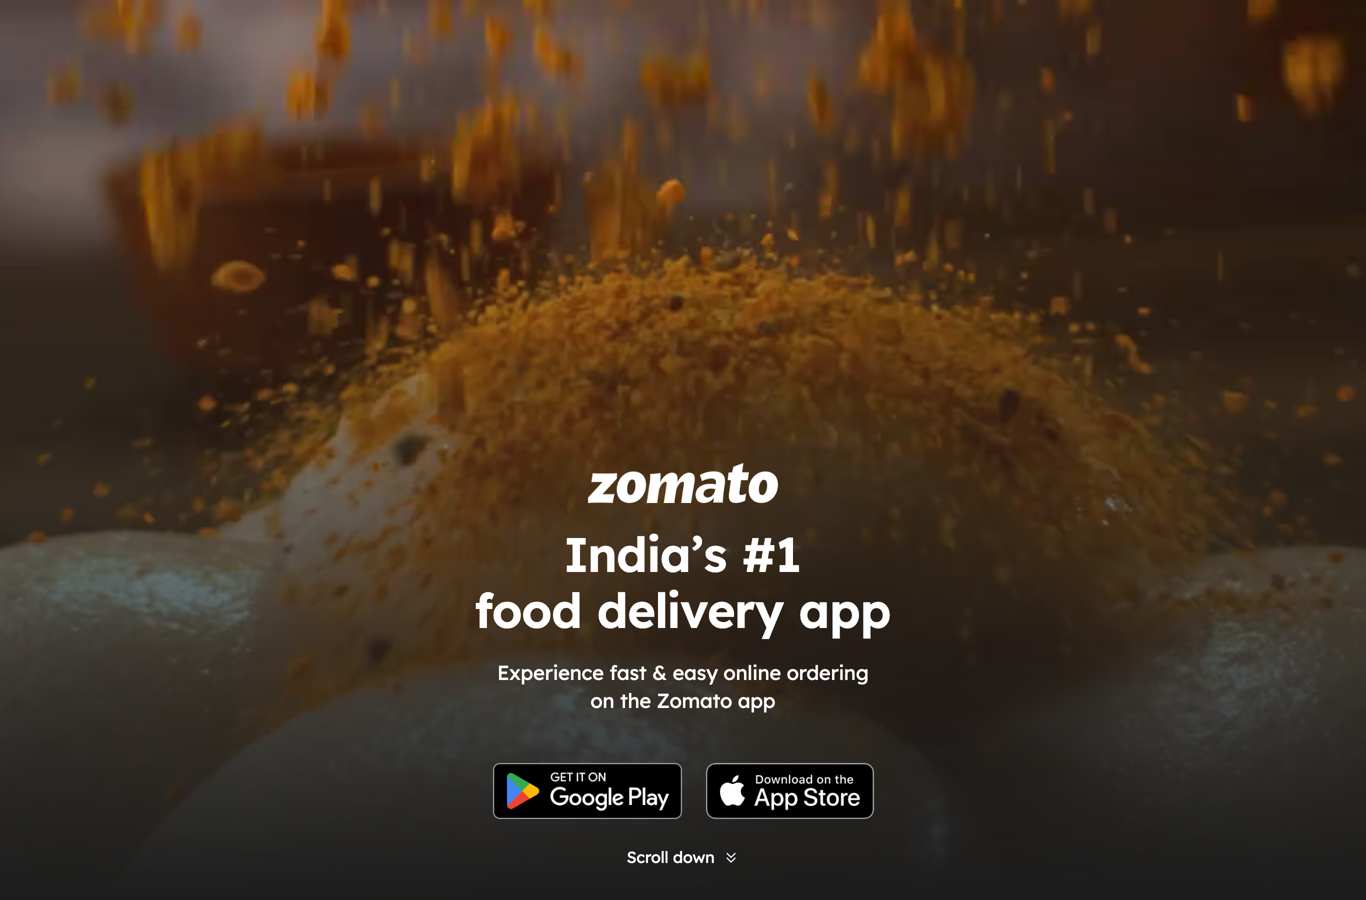 zomato
India’s #1
food delivery app
Experience fast & easy online ordering
on the Zomato app
GET IT ON
Google Play
Download on the
App Store
Scroll down